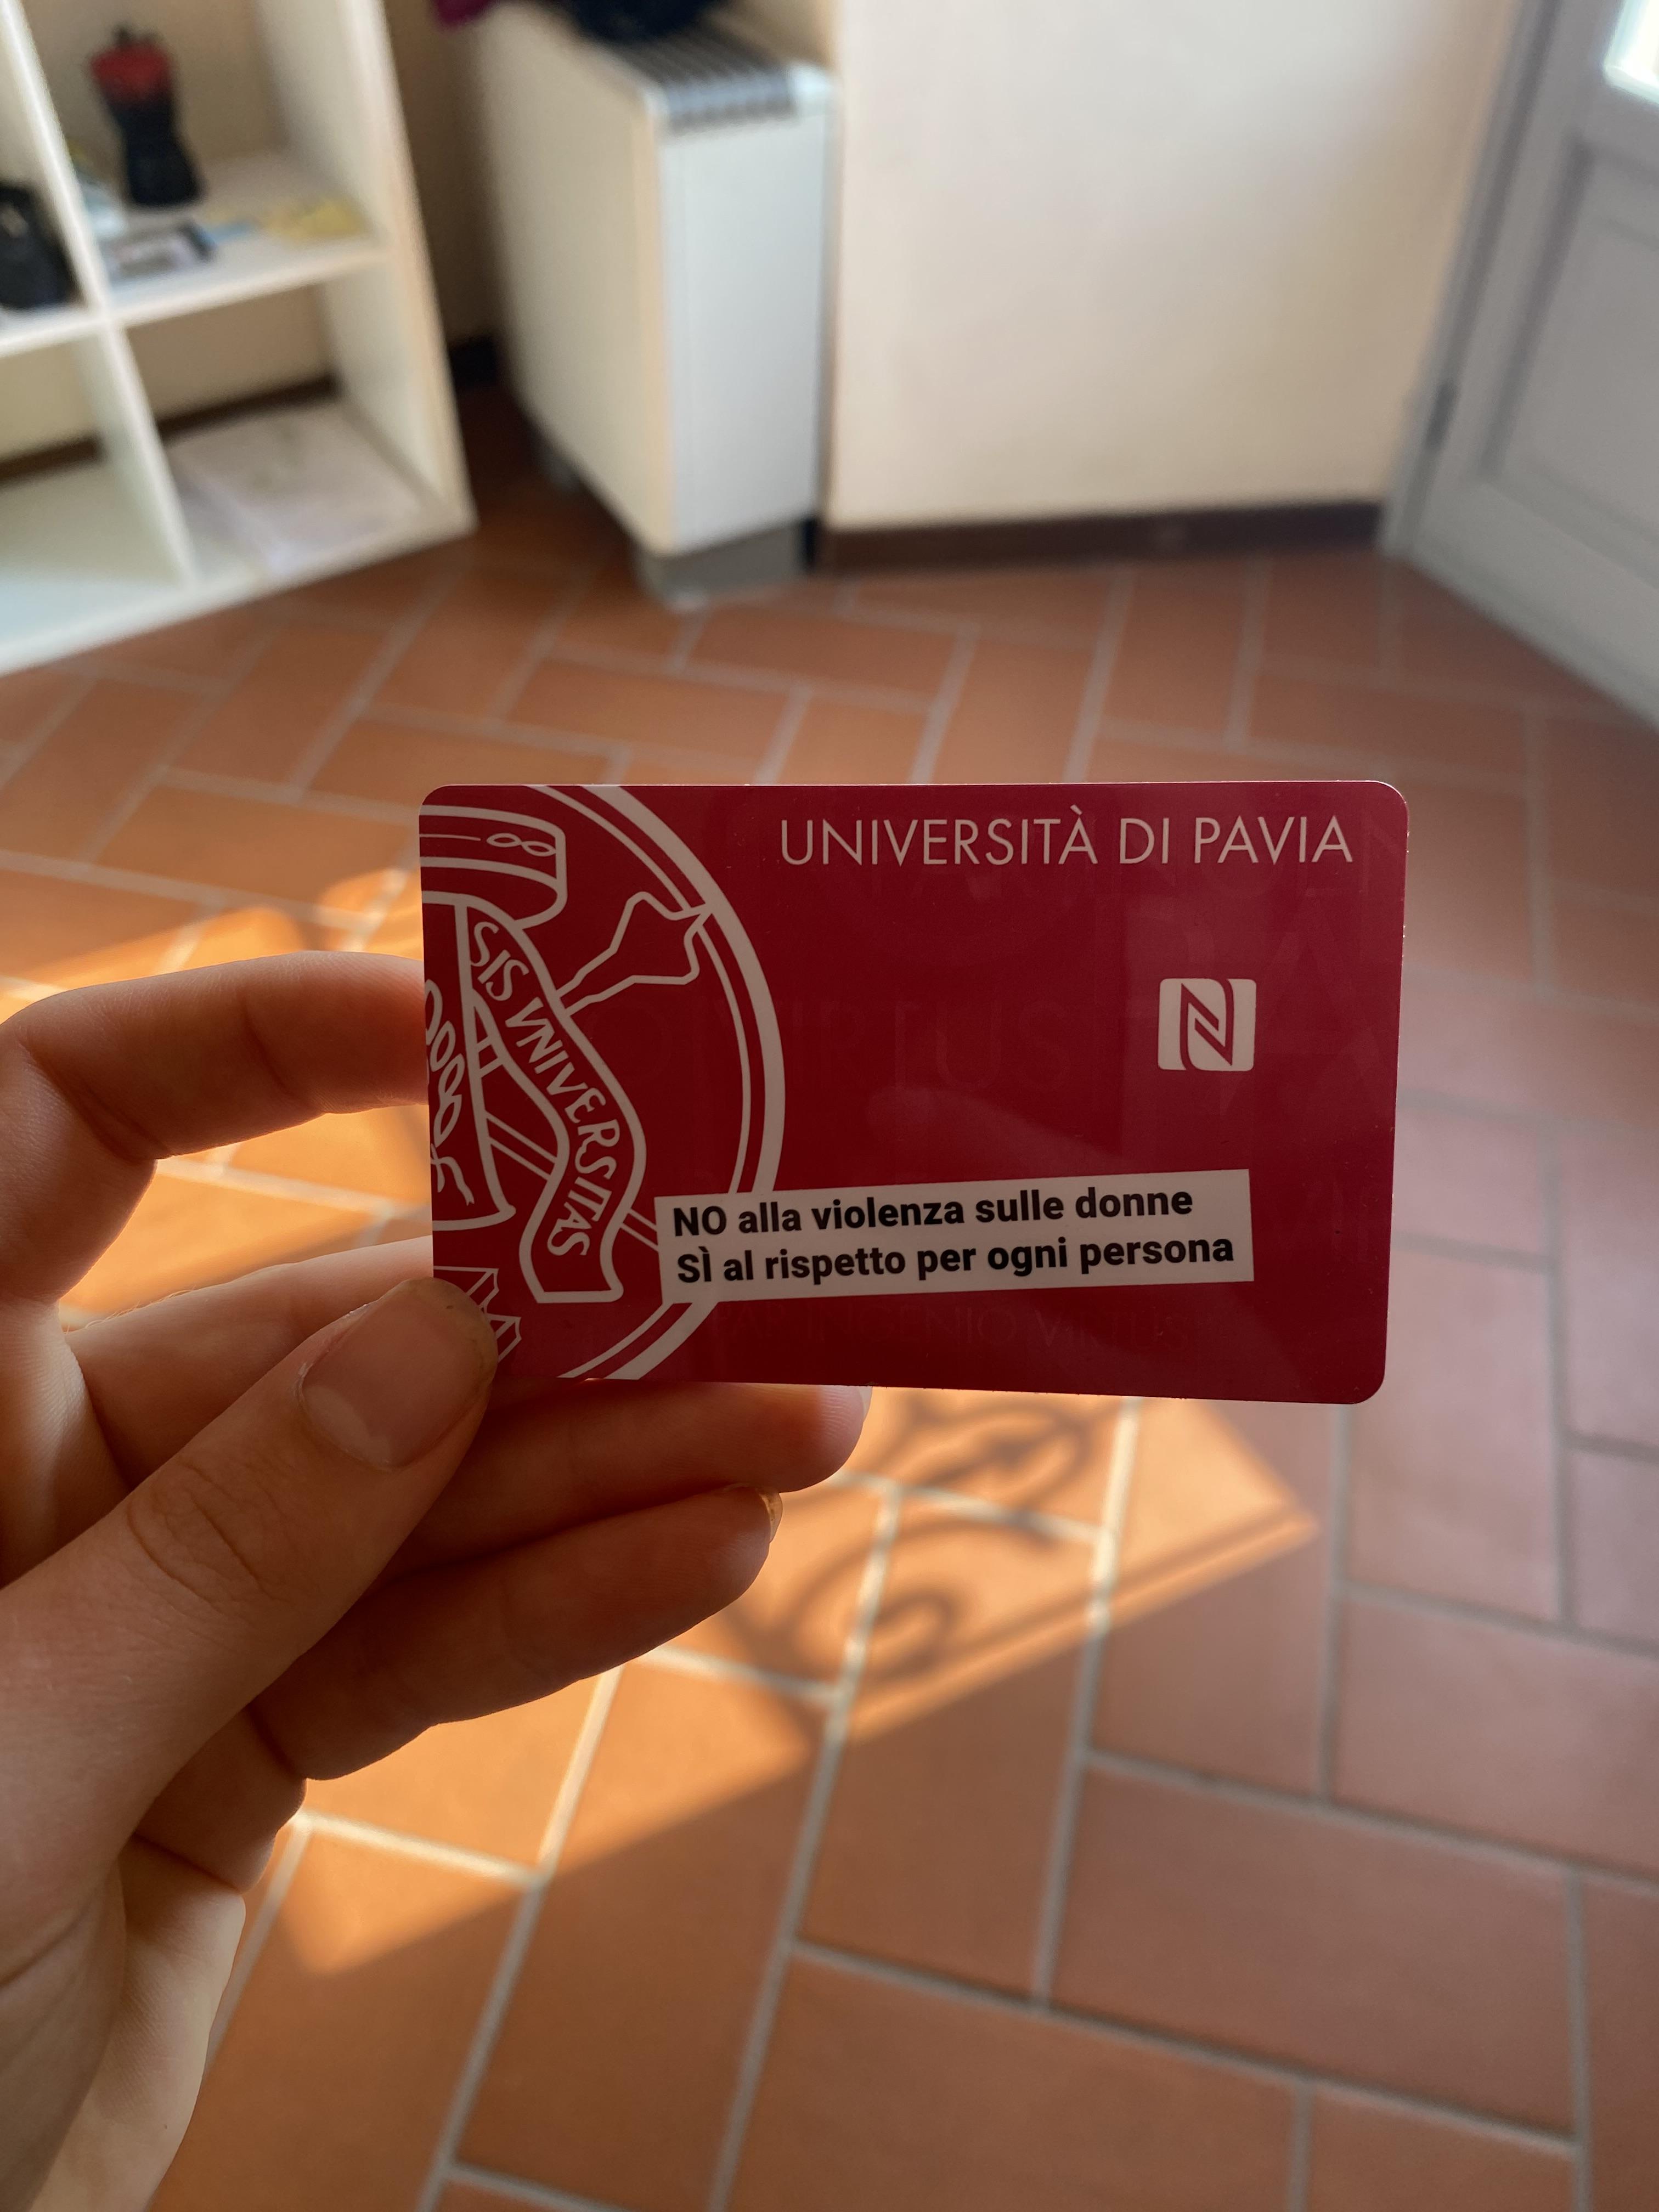 UNIVERSITÀ DI PAVIA
SIS VNIVERSITAS
NO alla violenza sulle donne
SÌ al rispetto per ogni persona